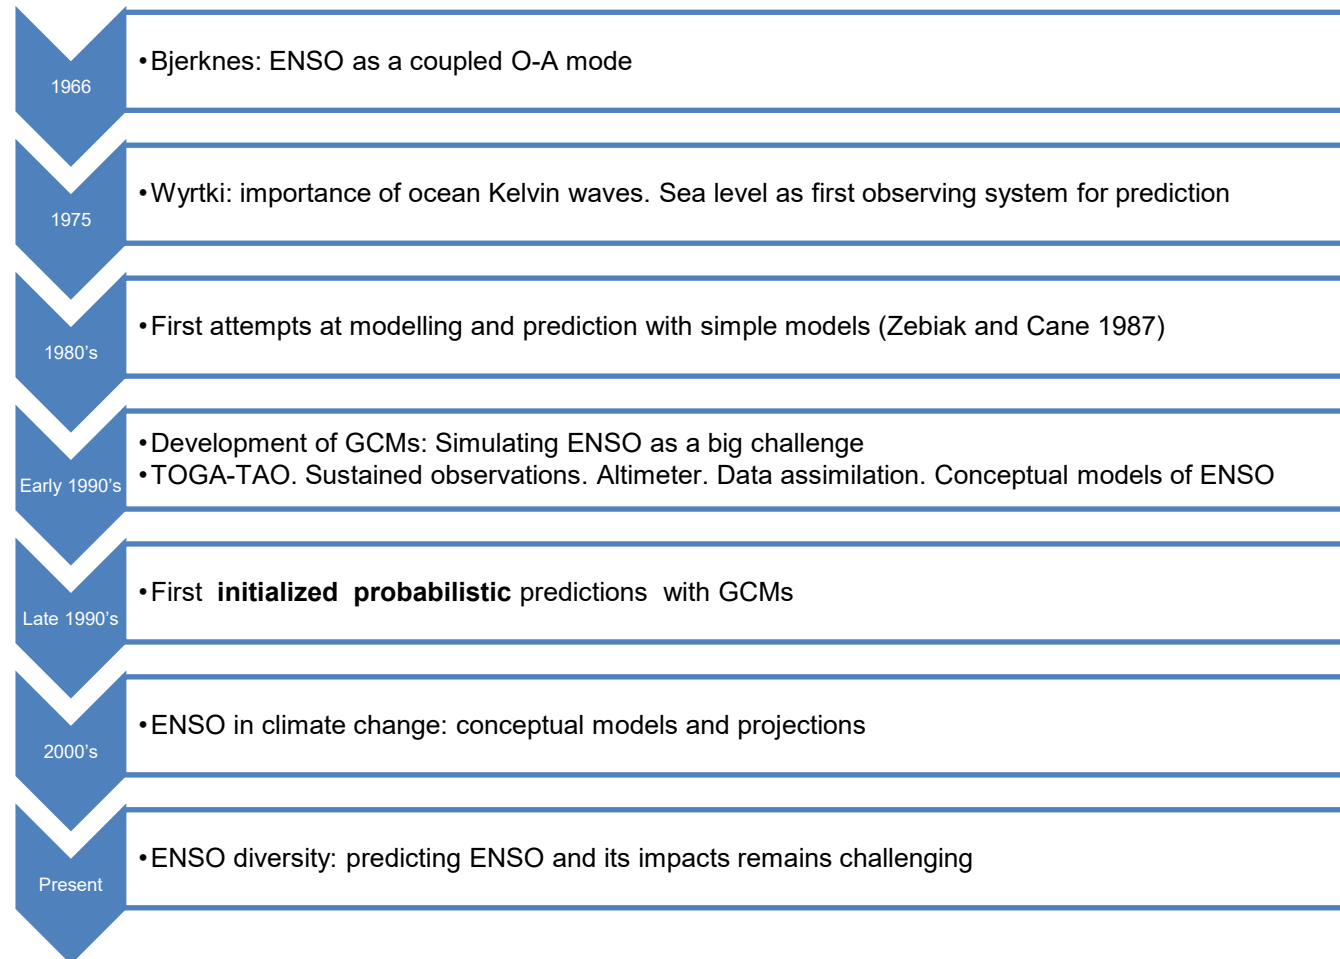 1966
•Bjerknes: ENSO as a coupled O-A mode
1975
•Wyrtki: importance of ocean Kelvin waves. Sea level as first observing system for prediction
1980’s
•First attempts at modelling and prediction with simple models (Zebiak and Cane 1987)
Early 1990’s
•Development of GCMs: Simulating ENSO as a big challenge
•TOGA-TAO. Sustained observations. Altimeter. Data assimilation. Conceptual models of ENSO
Late 1990’s
•First initialized probabilistic predictions with GCMs
2000’s
•ENSO in climate change: conceptual models and projections
Present
•ENSO diversity: predicting ENSO and its impacts remains challenging